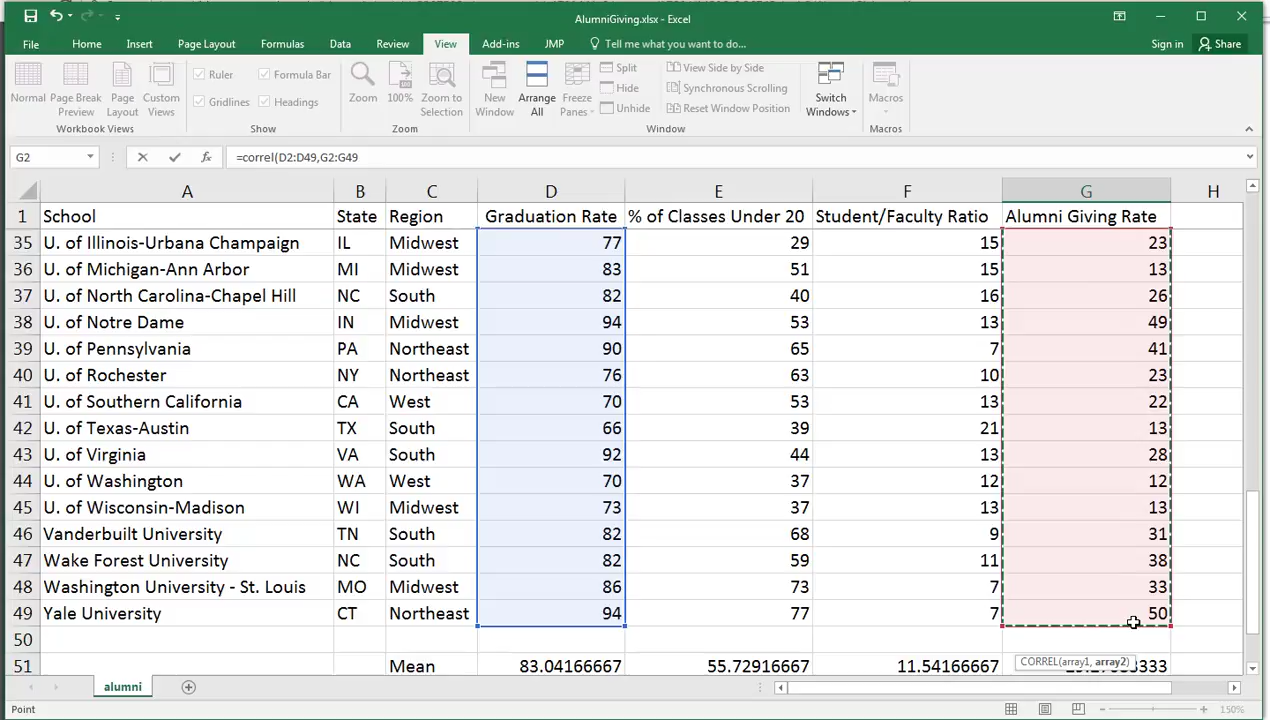 AlumniGiving.xlsx - Excel
File Home Insert Page Layout Formulas Data Review View Add-ins JMP Tell me what you want to do... Sign in Share
Normal Page Break Preview Page Layout Custom Views
Ruler Formula Bar
Gridlines Headings
Zoom 100% Zoom to Selection
New Window Arrange All Freeze Panes
Split
Hide
Unhide
View Side by Side
Synchronous Scrolling
Reset Window Position
Switch Windows
Macros
Workbook Views Show Zoom Window Macros
G2 fx =correl(D2:D49,G2:G49
A B C D E F G H
1 School State Region Graduation Rate % of Classes Under 20 Student/Faculty Ratio Alumni Giving Rate
35 U. of Illinois-Urbana Champaign IL Midwest 77 29 15 23
36 U. of Michigan-Ann Arbor MI Midwest 83 51 15 13
37 U. of North Carolina-Chapel Hill NC South 82 40 16 26
38 U. of Notre Dame IN Midwest 94 53 13 49
39 U. of Pennsylvania PA Northeast 90 65 7 41
40 U. of Rochester NY Northeast 76 63 10 23
41 U. of Southern California CA West 70 53 13 22
42 U. of Texas-Austin TX South 66 39 21 13
43 U. of Virginia VA South 92 44 13 28
44 U. of Washington WA West 70 37 12 12
45 U. of Wisconsin-Madison WI Midwest 73 37 13 13
46 Vanderbuilt University TN South 82 68 9 31
47 Wake Forest University NC South 82 59 11 38
48 Washington University - St. Louis MO Midwest 86 73 7 33
49 Yale University CT Northeast 94 77 7 50
50
51 Mean 83.04166667 55.72916667 11.54166667
CORREL(array1, array2)
alumni
Point 150%